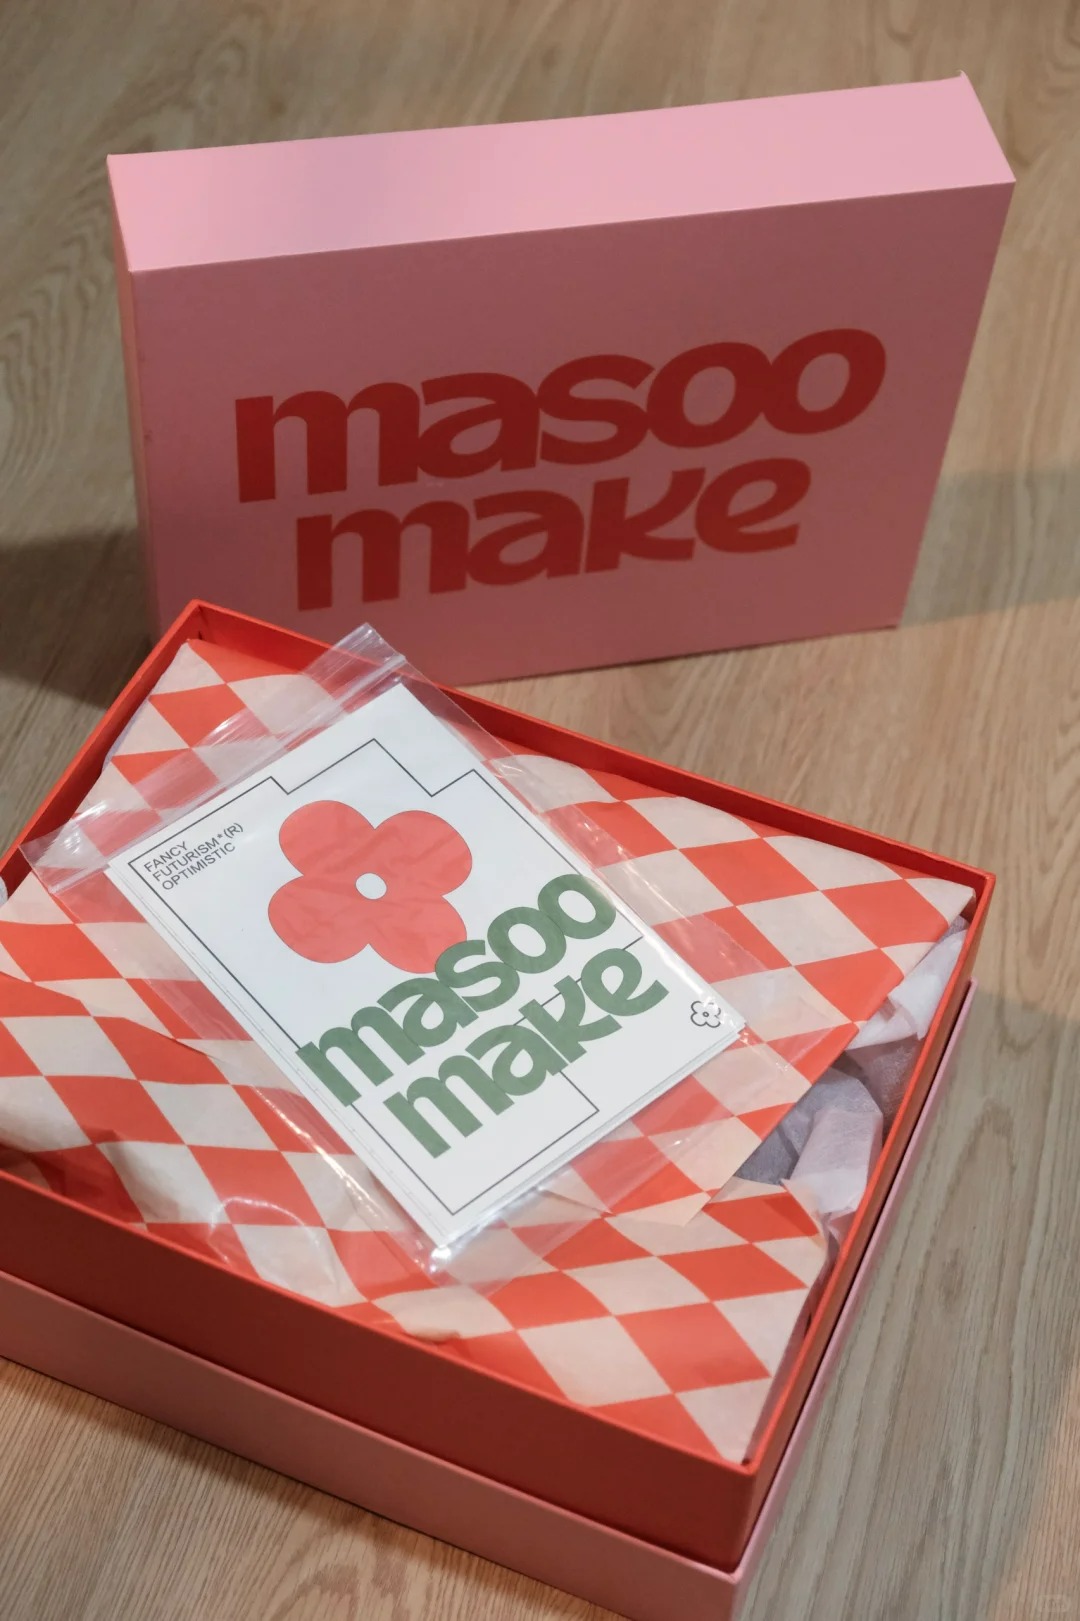 masoo
make
FANCY
FUTURISM*(R)
OPTIMISTIC
masoo
make